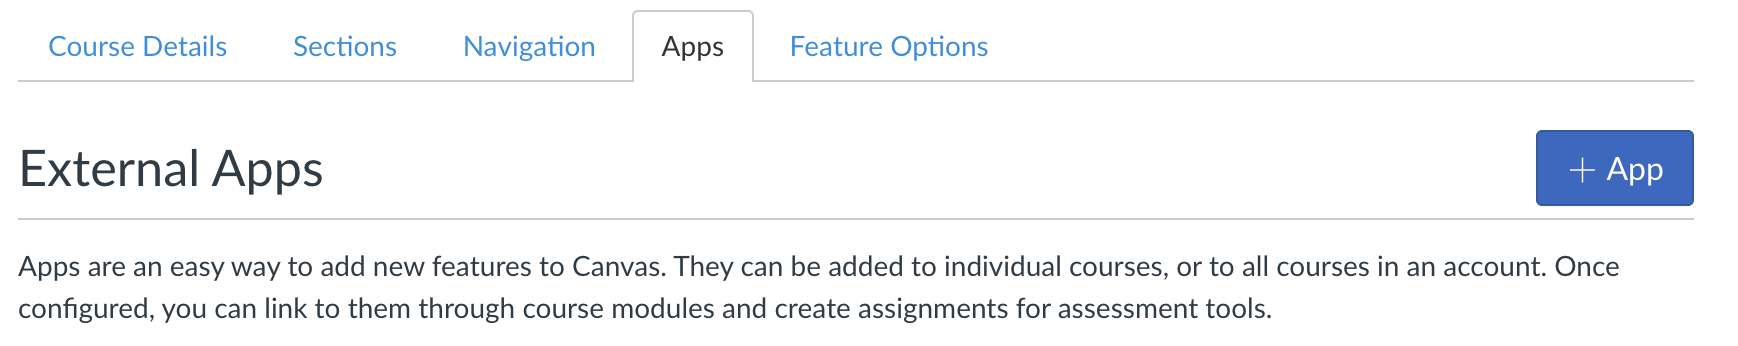 Course Details Sections Navigation Apps Feature Options
External Apps
+ App
Apps are an easy way to add new features to Canvas. They can be added to individual courses, or to all courses in an account. Once
configured, you can link to them through course modules and create assignments for assessment tools.